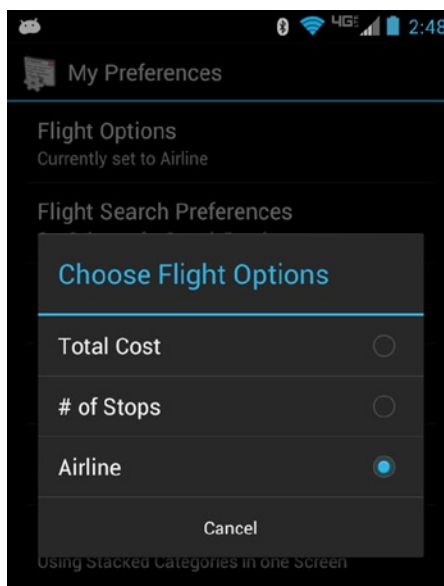 4G 2:48
My Preferences
Flight Options
Currently set to Airline
Flight Search Preferences
Choose Flight Options
Total Cost
# of Stops
Airline
Cancel
Using Stacked Categories in one Screen